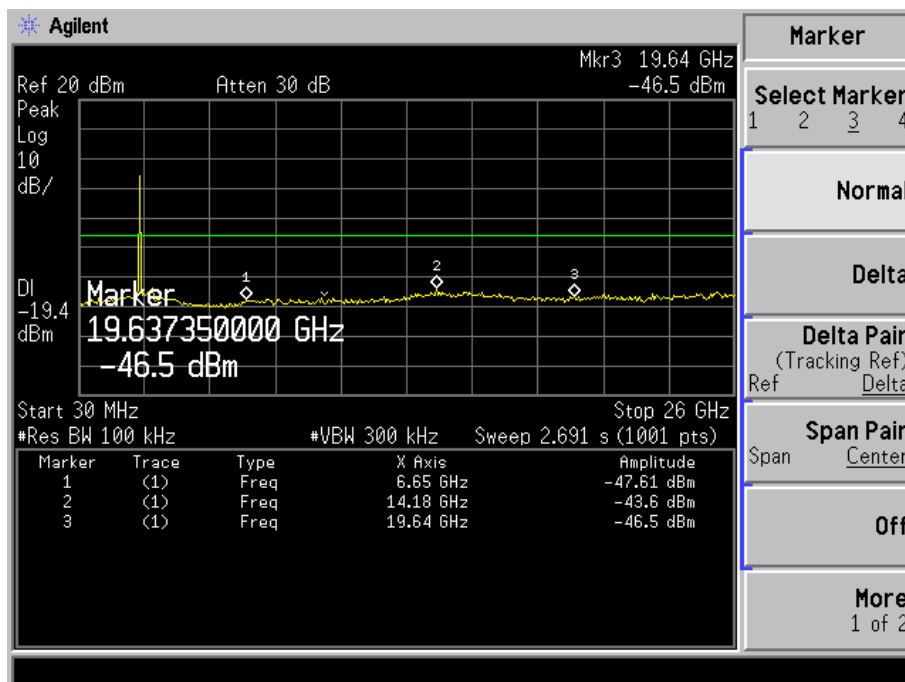 Agilent
Marker
Mkr3 19.64 GHz
Ref 20 dBm Atten 30 dB -46.5 dBm
Peak
Log
10
dB/
DI
-19.4
dBm
1
2
3
Marker
19.637350000 GHz
-46.5 dBm
Start 30 MHz Stop 26 GHz
#Res BW 100 kHz #VBW 300 kHz Sweep 2.691 s (1001 pts)
Marker Trace Type X Axis Amplitude
1 (1) Freq 6.65 GHz -47.61 dBm
2 (1) Freq 14.18 GHz -43.6 dBm
3 (1) Freq 19.64 GHz -46.5 dBm
Select Marker
1 2 3 4
Normal
Delta
Delta Pair
(Tracking Ref)
Ref Delta
Span Pair
Span Center
Off
More
1 of 2